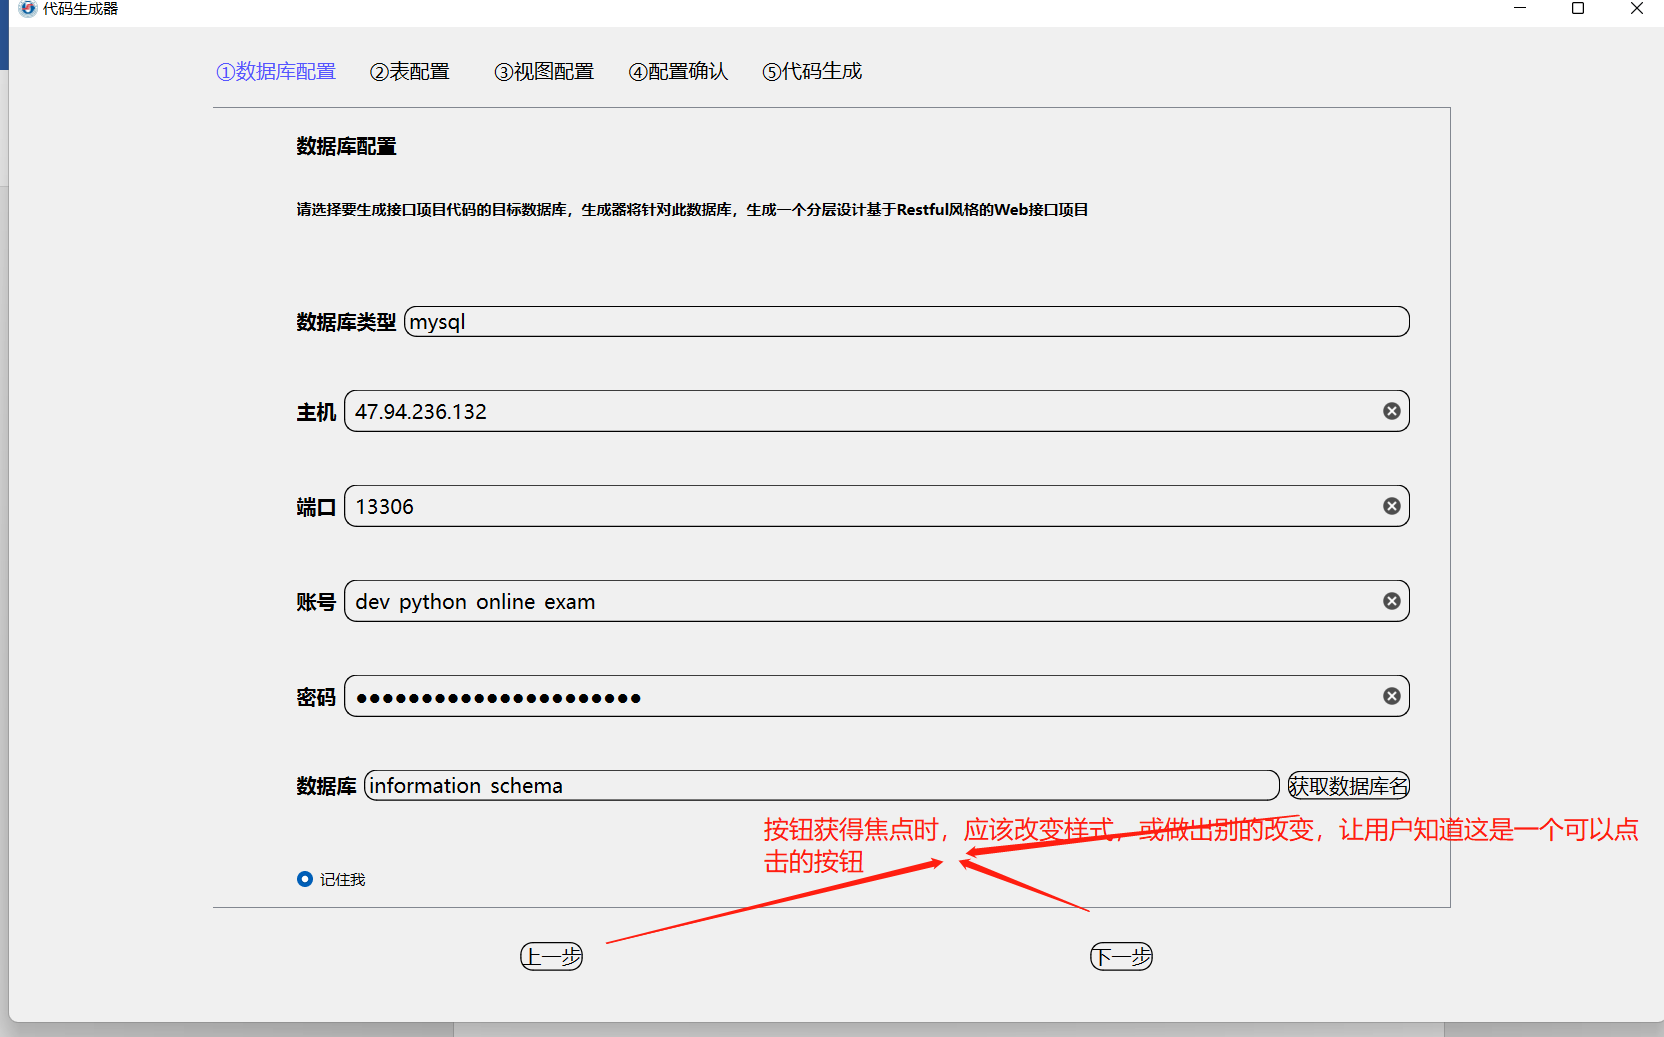 代码生成器
①数据库配置 ②表配置 ③视图配置 ④配置确认 ⑤代码生成
数据库配置
请选择要生成接口项目代码的目标数据库，生成器将针对此数据库，生成一个分层设计基于Restful风格的Web接口项目
数据库类型 mysql
主机 47.94.236.132
端口 13306
账号 dev python online exam
密码 ●●●●●●●●●●●●●●●●●●●●●●
数据库 information schema 获取数据库名
按钮获得焦点时，应该改变样式，或做出别的改变，让用户知道这是一个可以点
击的按钮
记住我
上一步 下一步